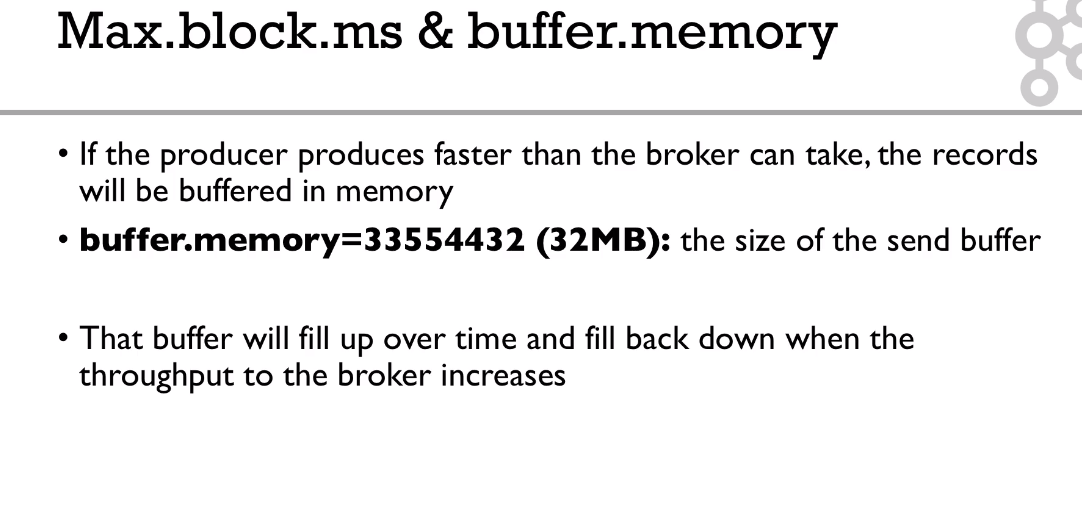 Max.block.ms & buffer.memory
• If the producer produces faster than the broker can take, the records
will be buffered in memory
• buffer.memory=33554432 (32MB): the size of the send buffer
• That buffer will fill up over time and fill back down when the
throughput to the broker increases